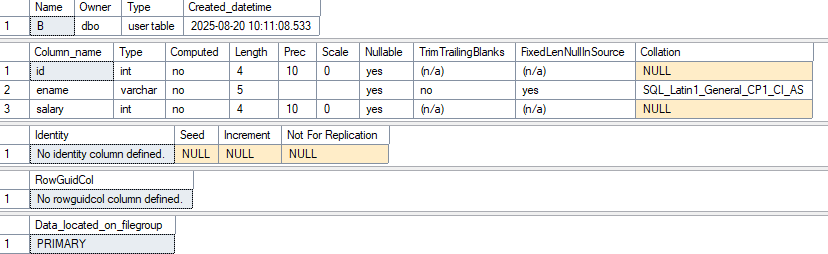 Name Owner Type Created_datetime
1 B dbo user table 2025-08-20 10:11:08.533
Column_name Type Computed Length Prec Scale Nullable TrimTrailingBlanks FixedLenNullInSource Collation
1 id int no 4 10 0 yes (n/a) (n/a) NULL
2 ename varchar no 5 yes no yes SQL_Latin1_General_CP1_CI_AS
3 salary int no 4 10 0 yes (n/a) (n/a) NULL
Identity Seed Increment Not For Replication
1 No identity column defined. NULL NULL NULL
RowGuidCol
1 No rowguidcol column defined.
Data_located_on_filegroup
1 PRIMARY